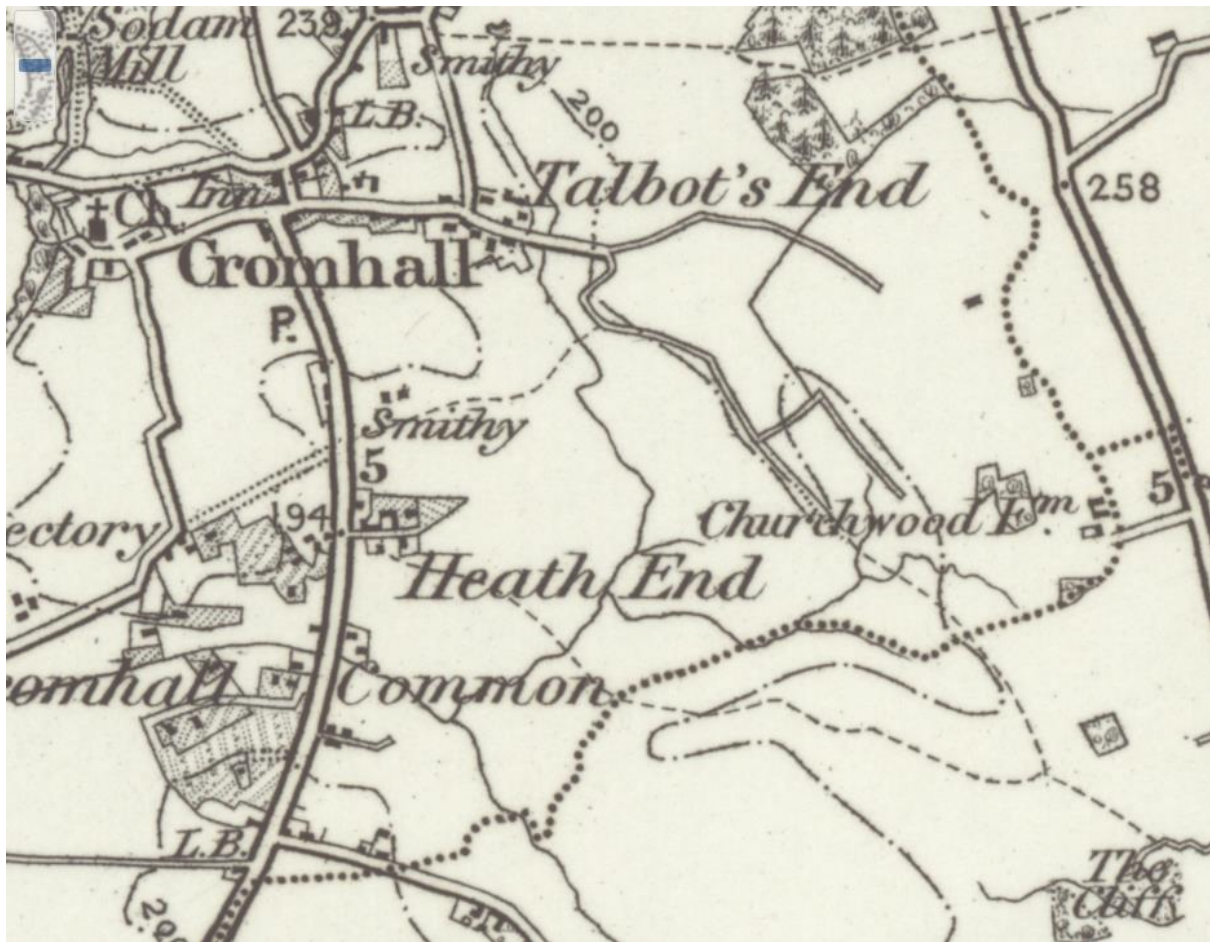 Sodam
Mill
239
Smithy
L.B.
200
Inn
Talbot's End
258
Ch.
Cromhall
P.
Smithy
5
5
194
Churchwood Fm
ectory
Heath End
omhall Common
L.B.
The
Cliff